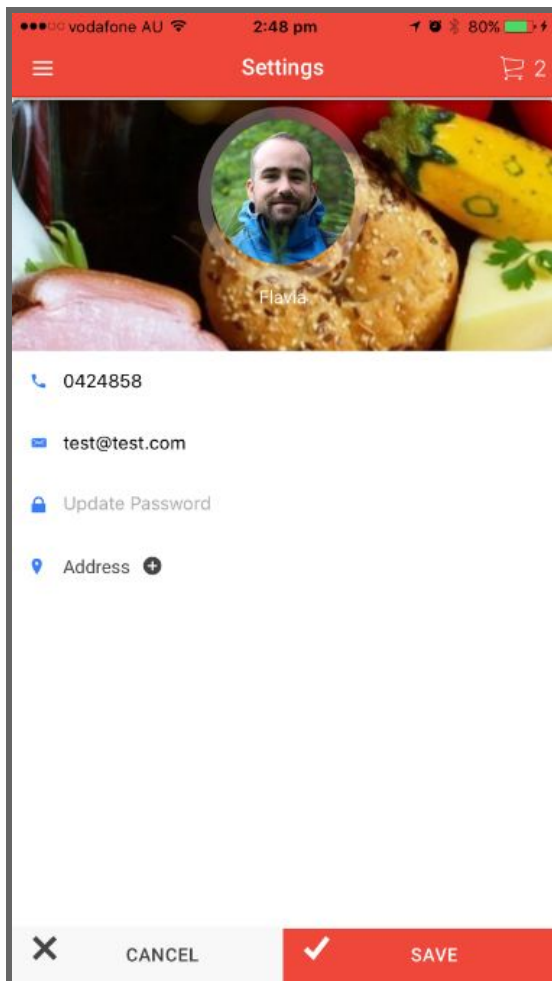 vodafone AU 2:48 pm 80%
Settings 2
Flavia
0424858
test@test.com
Update Password
Address
CANCEL SAVE